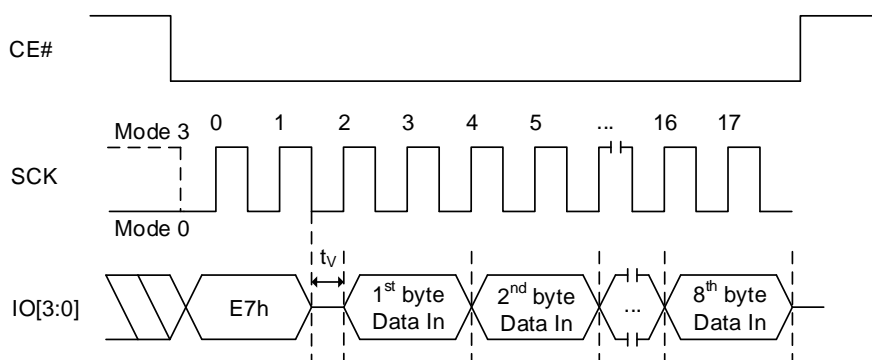 CE#
Mode 3
0 1 2 3 4 5 ... 16 17
SCK
Mode 0
tV
IO[3:0]
E7h
1st byte
Data In
2nd byte
Data In
...
8th byte
Data In